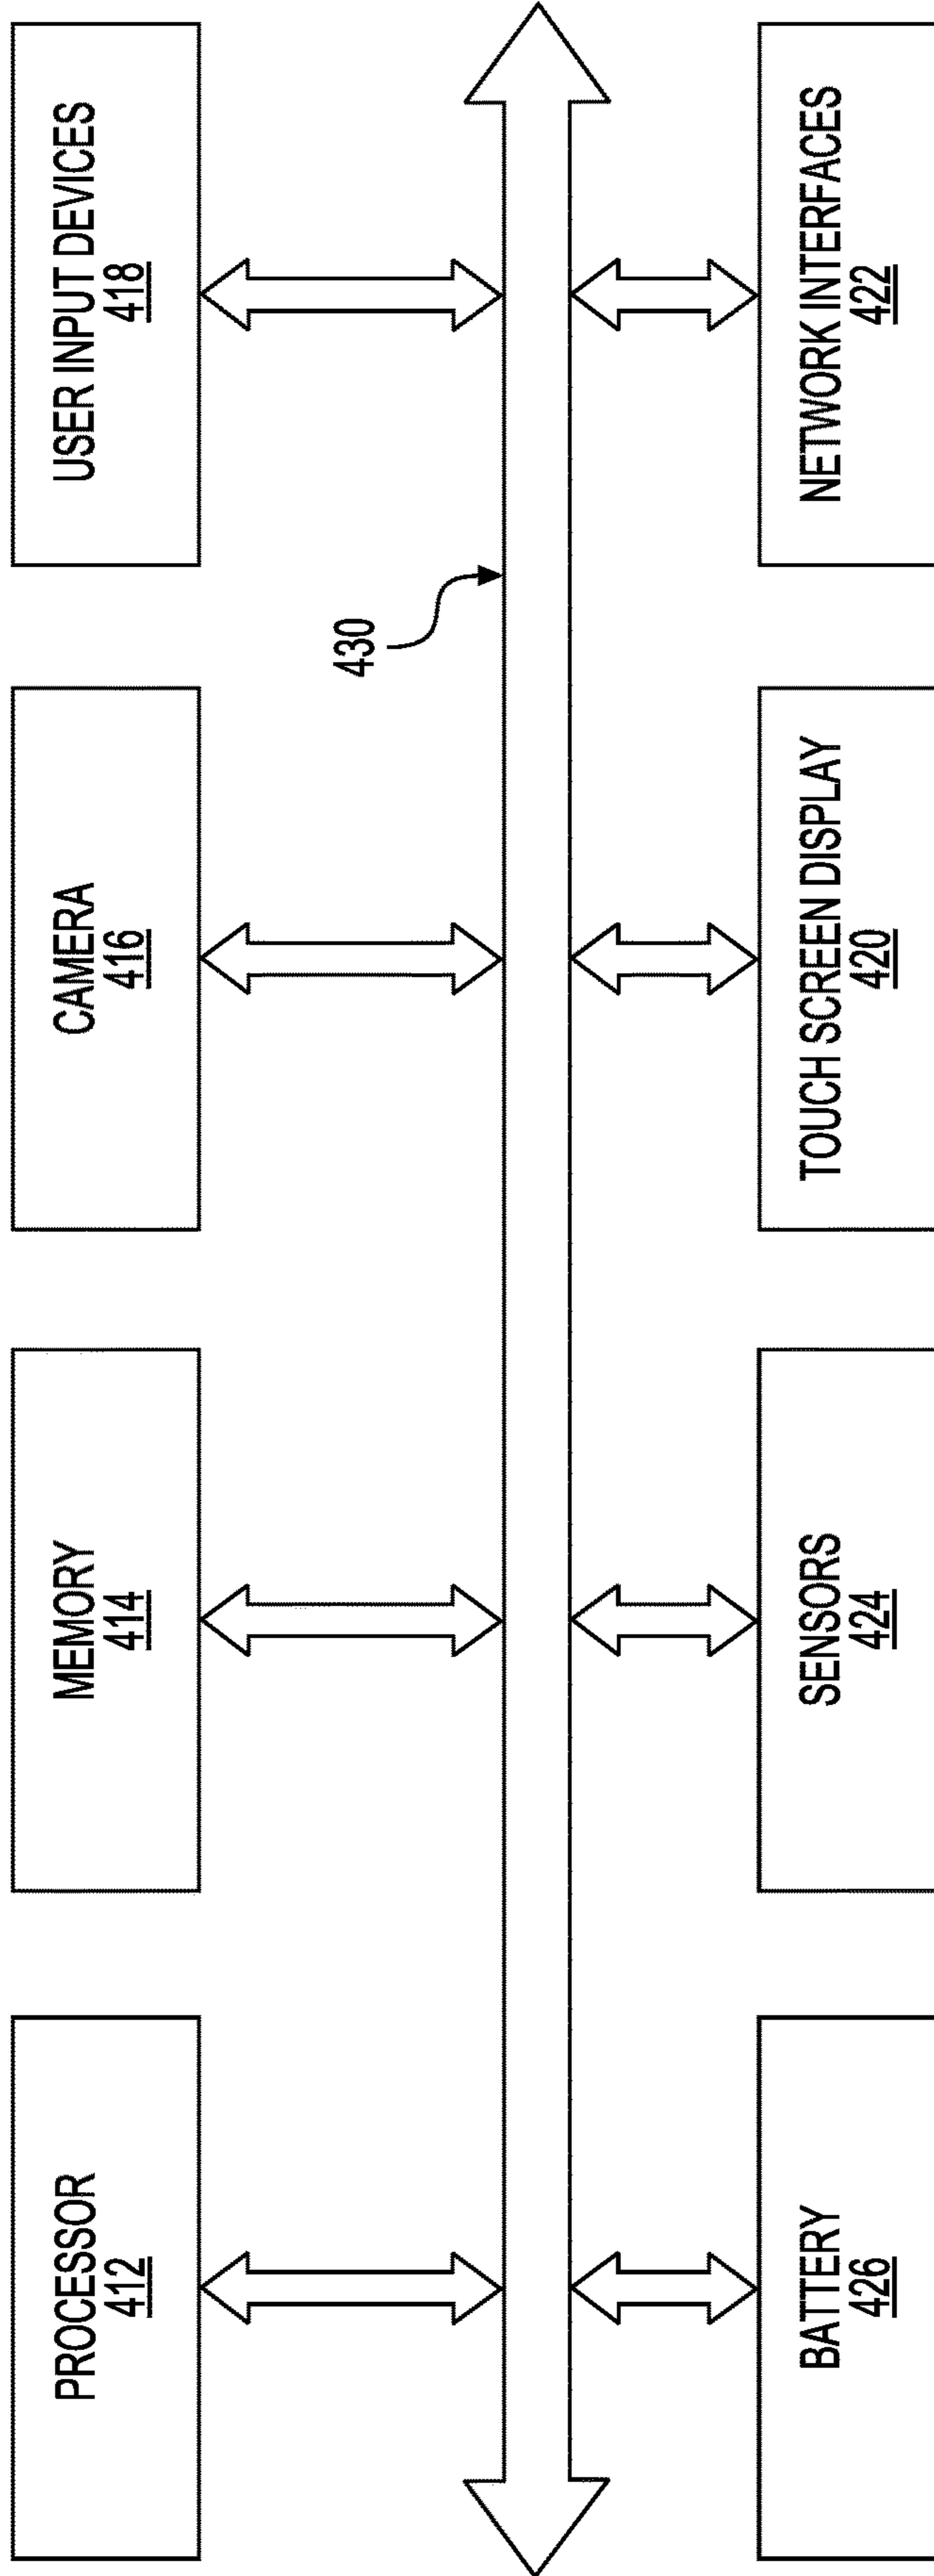 PROCESSOR
412
MEMORY
414
CAMERA
416
USER INPUT DEVICES
418
430
BATTERY
426
SENSORS
424
TOUCH SCREEN DISPLAY
420
NETWORK INTERFACES
422